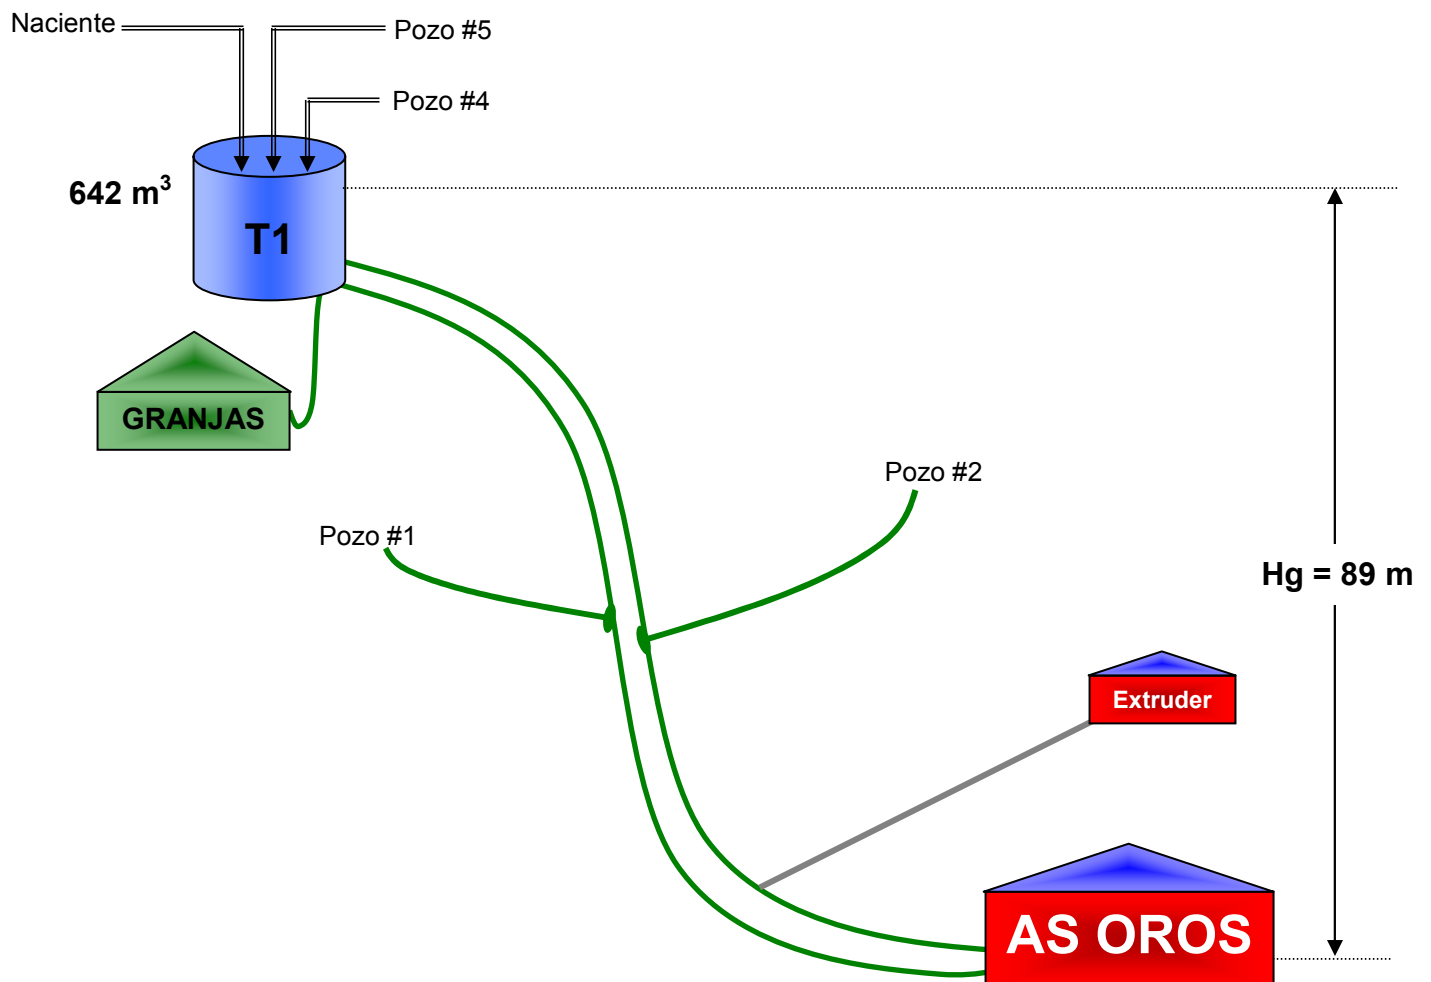 Naciente
Pozo #5
Pozo #4
642 m³
T1
GRANJAS
Pozo #2
Pozo #1
Hg = 89 m
Extruder
AS OROS